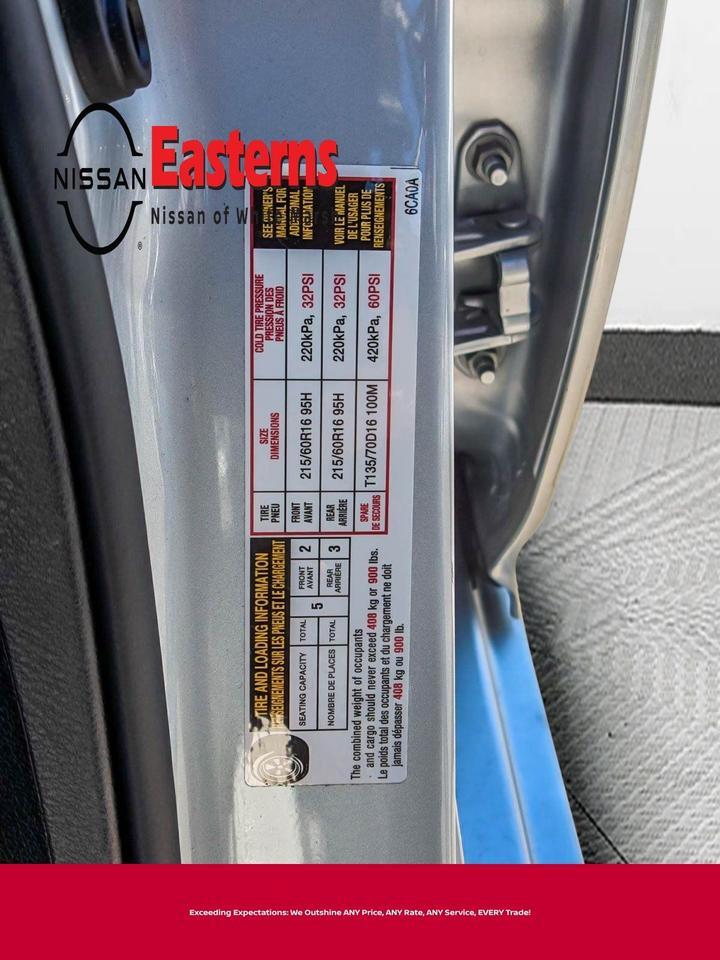 NISSAN
Easterns
Nissan of W
®
TIRE AND LOADING INFORMATION
RENSEIGNEMENTS SUR LES PNEUS ET LE CHARGEMENT
SEATING CAPACITY TOTAL 5 FRONT AVANT 2 REAR ARRIÈRE 3
NOMBRE DE PLACES TOTAL
The combined weight of occupants
and cargo should never exceed 408 kg or 900 lbs.
Le poids total des occupants et du chargement ne doit
jamais dépasser 408 kg ou 900 lb.
TIRE PNEU SIZE DIMENSIONS COLD TIRE PRESSURE PRESSION DES PNEUS À FROID
FRONT AVANT 215/60R16 95H 220kPa, 32PSI
REAR ARRIÈRE 215/60R16 95H 220kPa, 32PSI
SPARE DE SECOURS T135/70D16 100M 420kPa, 60PSI
SEE OWNER'S
MANUAL FOR
ADDITIONAL
INFORMATION
VOIR LE MANUEL
DE L'USAGER
POUR PLUS DE
RENSEIGNEMENTS
6CA0A
Exceeding Expectations: We Outshine ANY Price, ANY Rate, ANY Service, EVERY Trade!